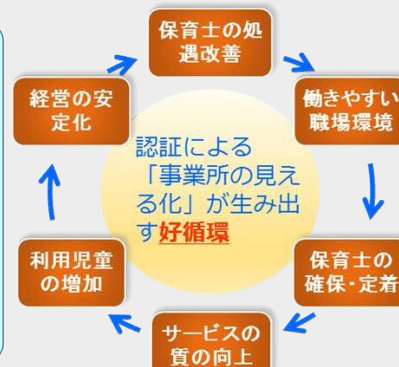 保育士の処
遇改善
働きやすい
職場環境
保育士の
確保・定着
サービスの
質の向上
利用児童
の増加
経営の安
定化
認証による
「事業所の見え
る化」が生み出
す好循環